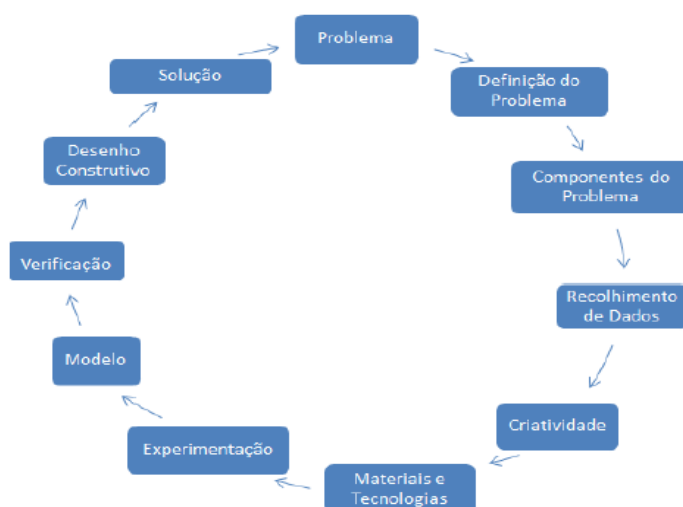 Problema
Definição do
Problema
Componentes do
Problema
Recolhimento
de Dados
Criatividade
Materiais e
Tecnologias
Experimentação
Modelo
Verificação
Desenho
Construtivo
Solução